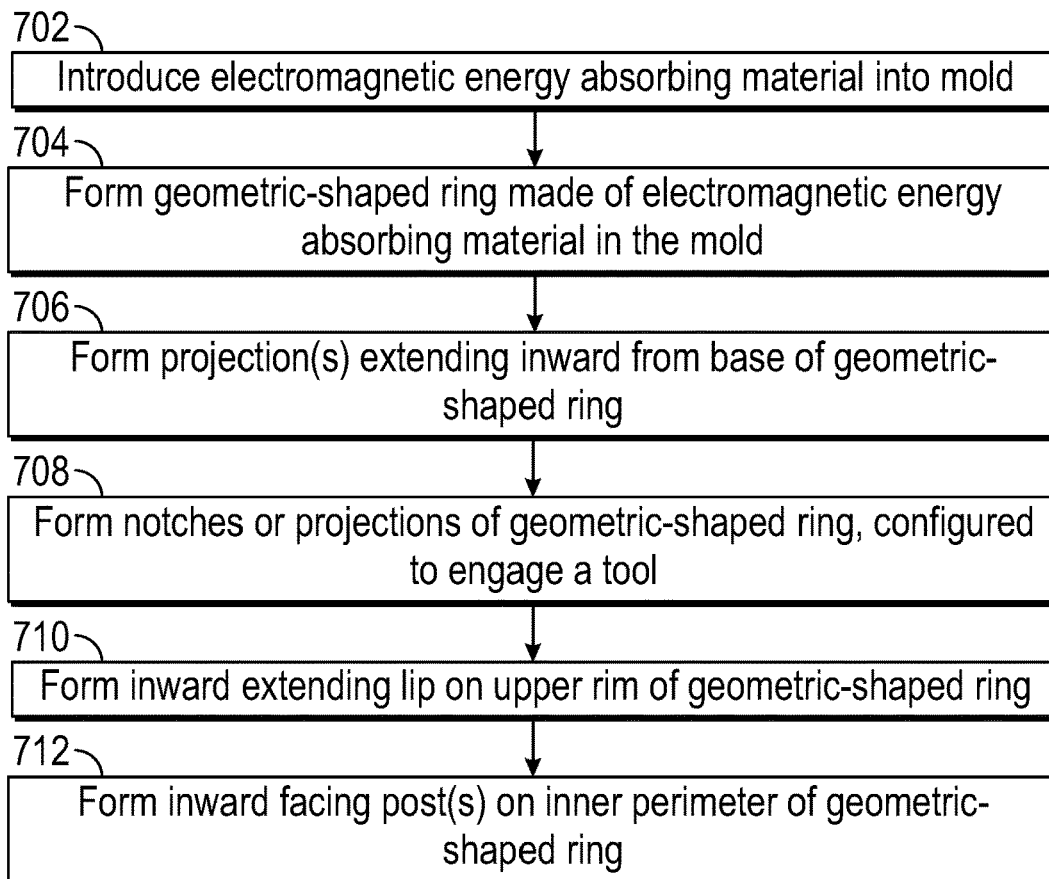 702
Introduce electromagnetic energy absorbing material into mold
704
Form geometric-shaped ring made of electromagnetic energy
absorbing material in the mold
706
Form projection(s) extending inward from base of geometric-
shaped ring
708
Form notches or projections of geometric-shaped ring, configured
to engage a tool
710
Form inward extending lip on upper rim of geometric-shaped ring
712
Form inward facing post(s) on inner perimeter of geometric-
shaped ring